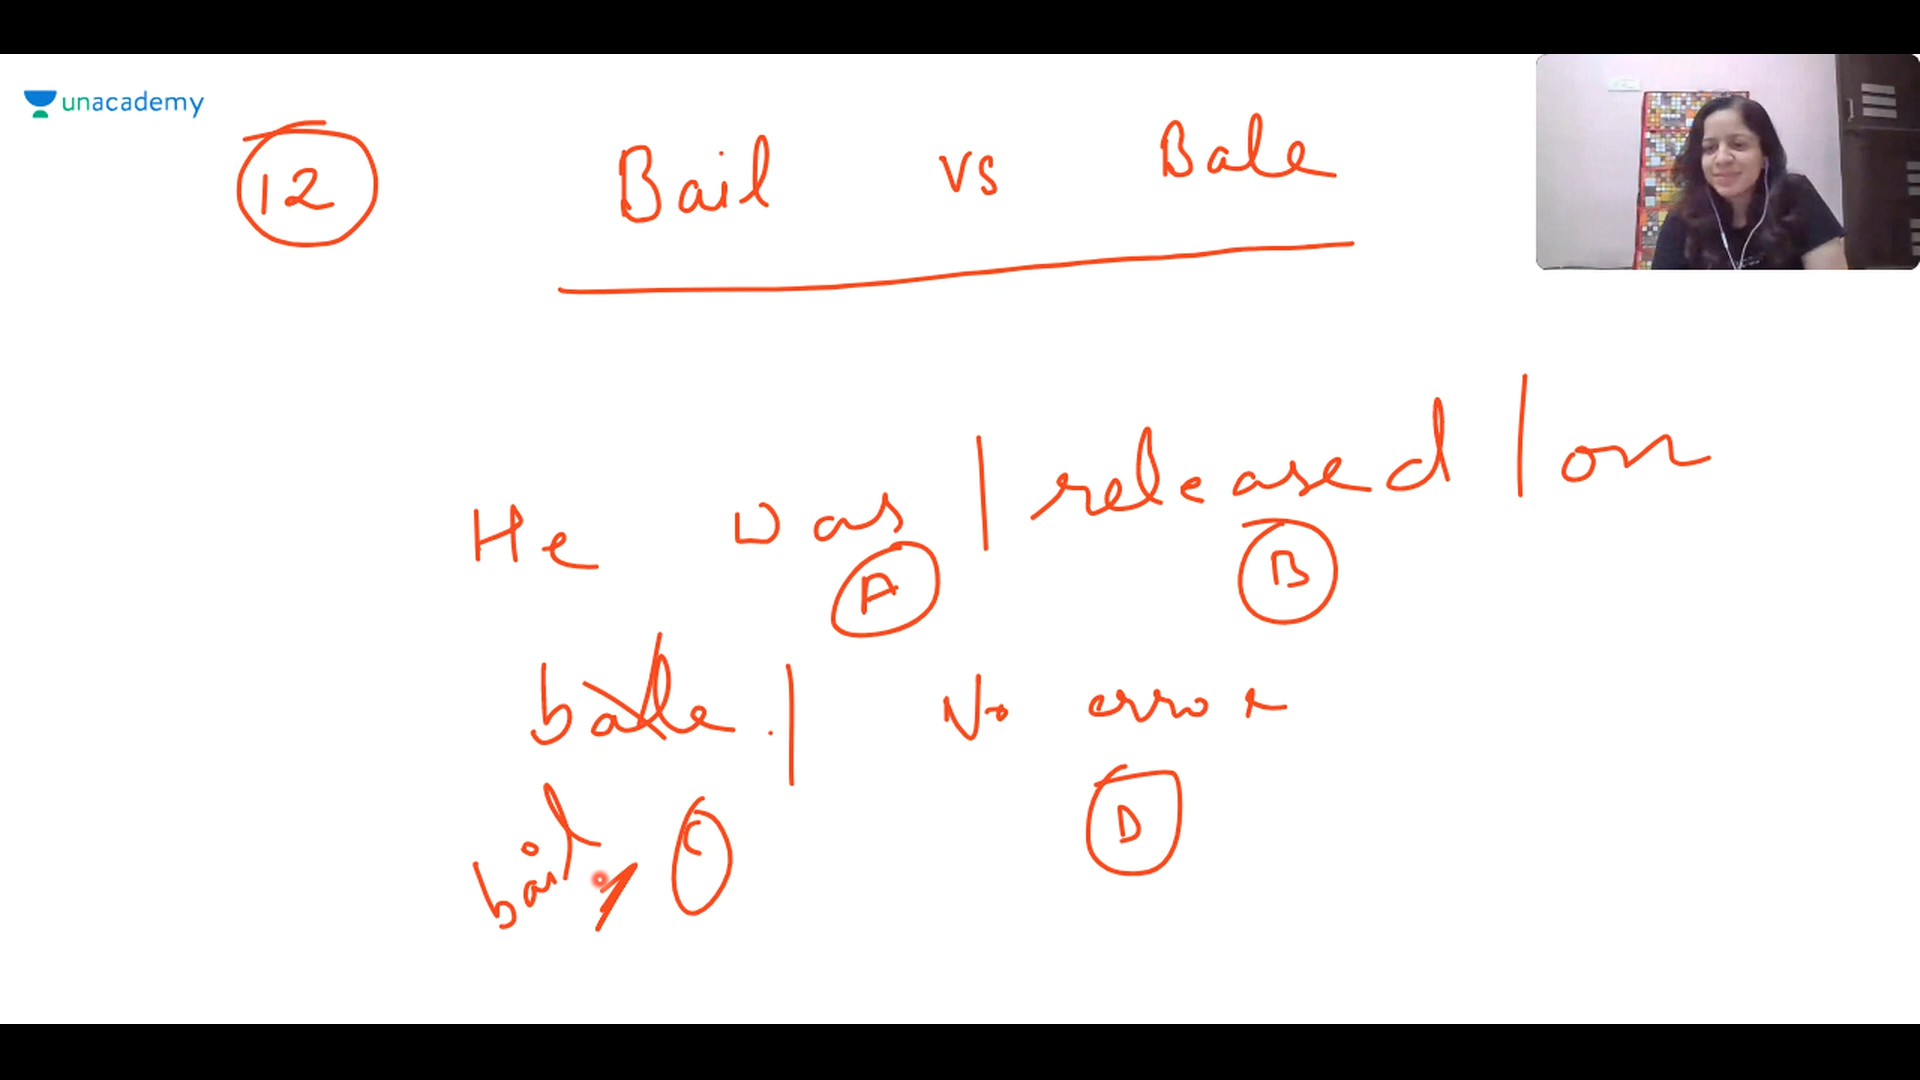 unacademy
12 Bail vs Bale
He was | released | on
A B
bale. | No error
bail C D